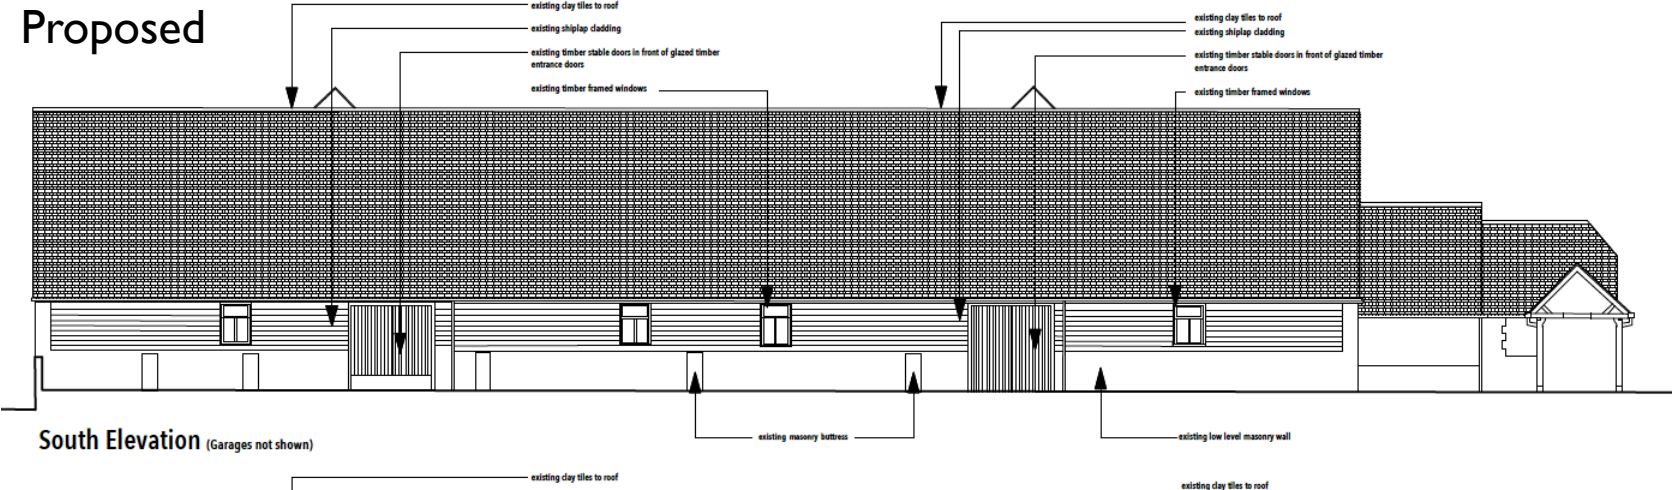 Proposed
existing clay tiles to roof
existing shiplap cladding
existing timber stable doors in front of glazed timber
entrance doors
existing timber framed windows
existing clay tiles to roof
existing shiplap cladding
existing timber stable doors in front of glazed timber
entrance doors
existing timber framed windows
existing masonry buttress
existing low level masonry wall
South Elevation (Garages not shown)
existing clay tiles to roof
existing clay tiles to roof